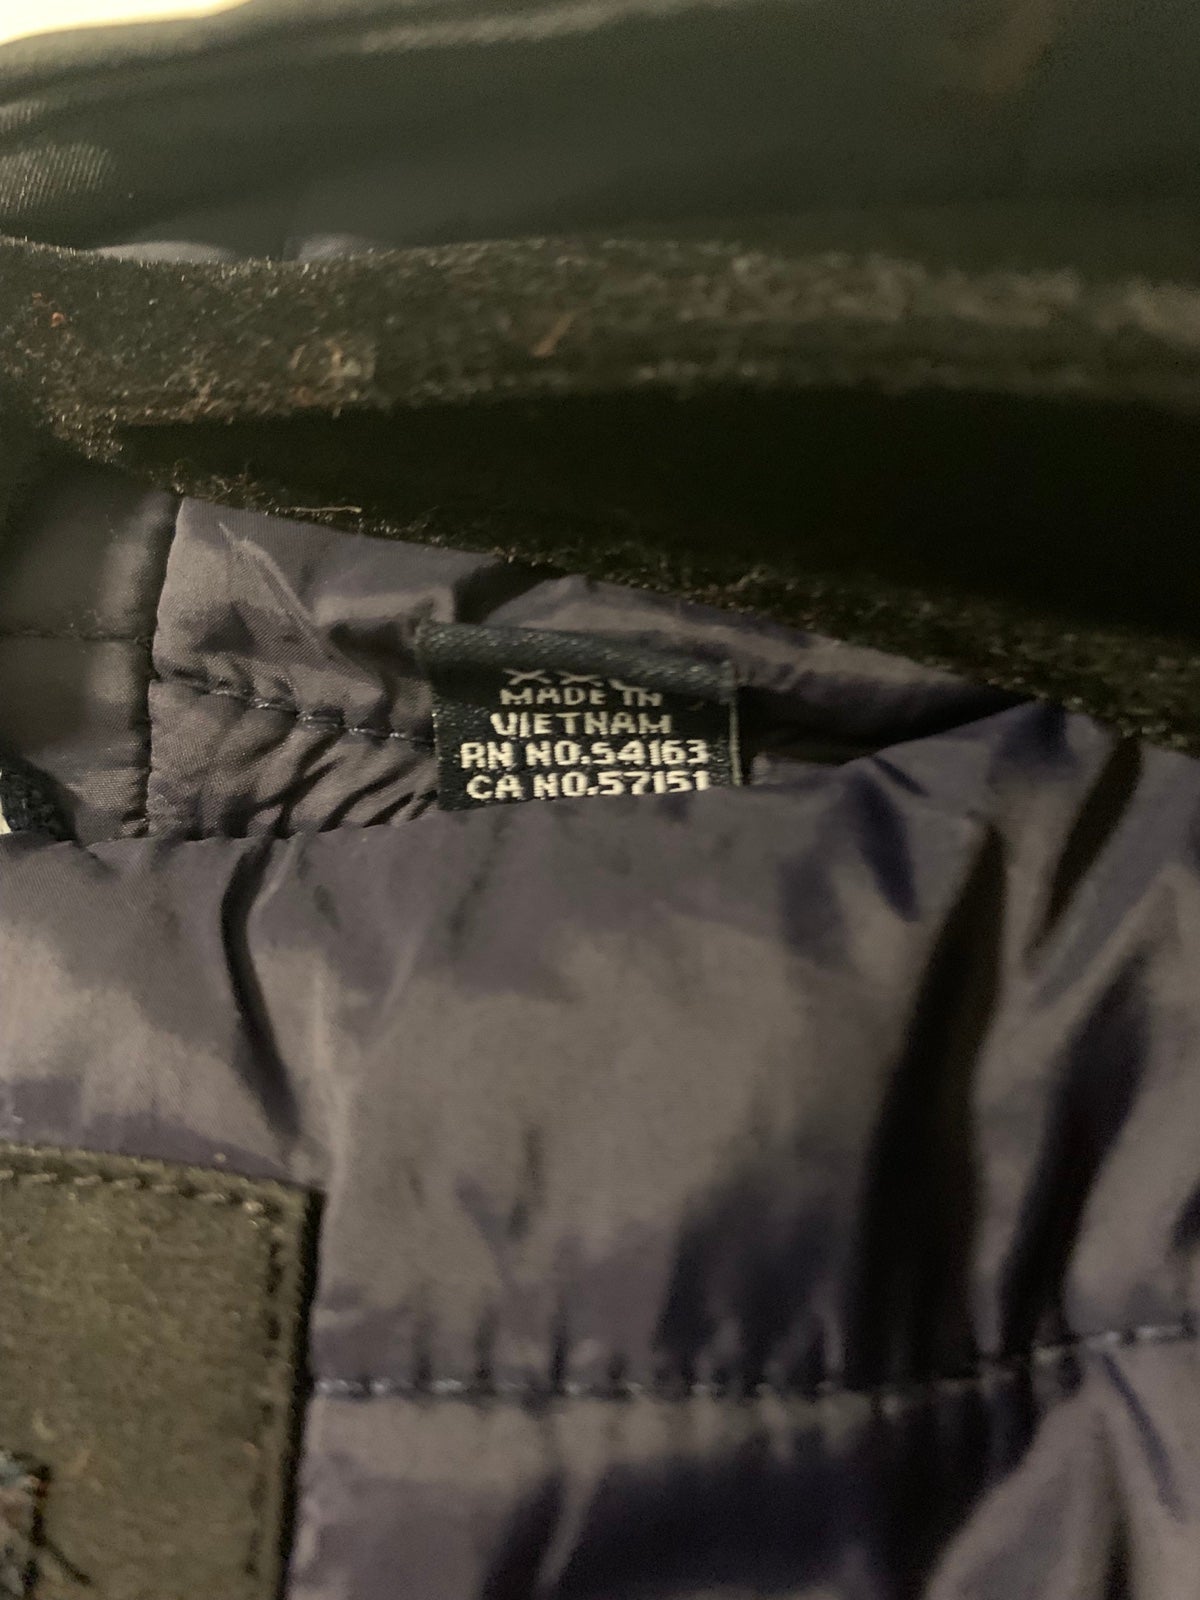 MADE IN
VIETNAM
RN NO.54163
CA NO.57151